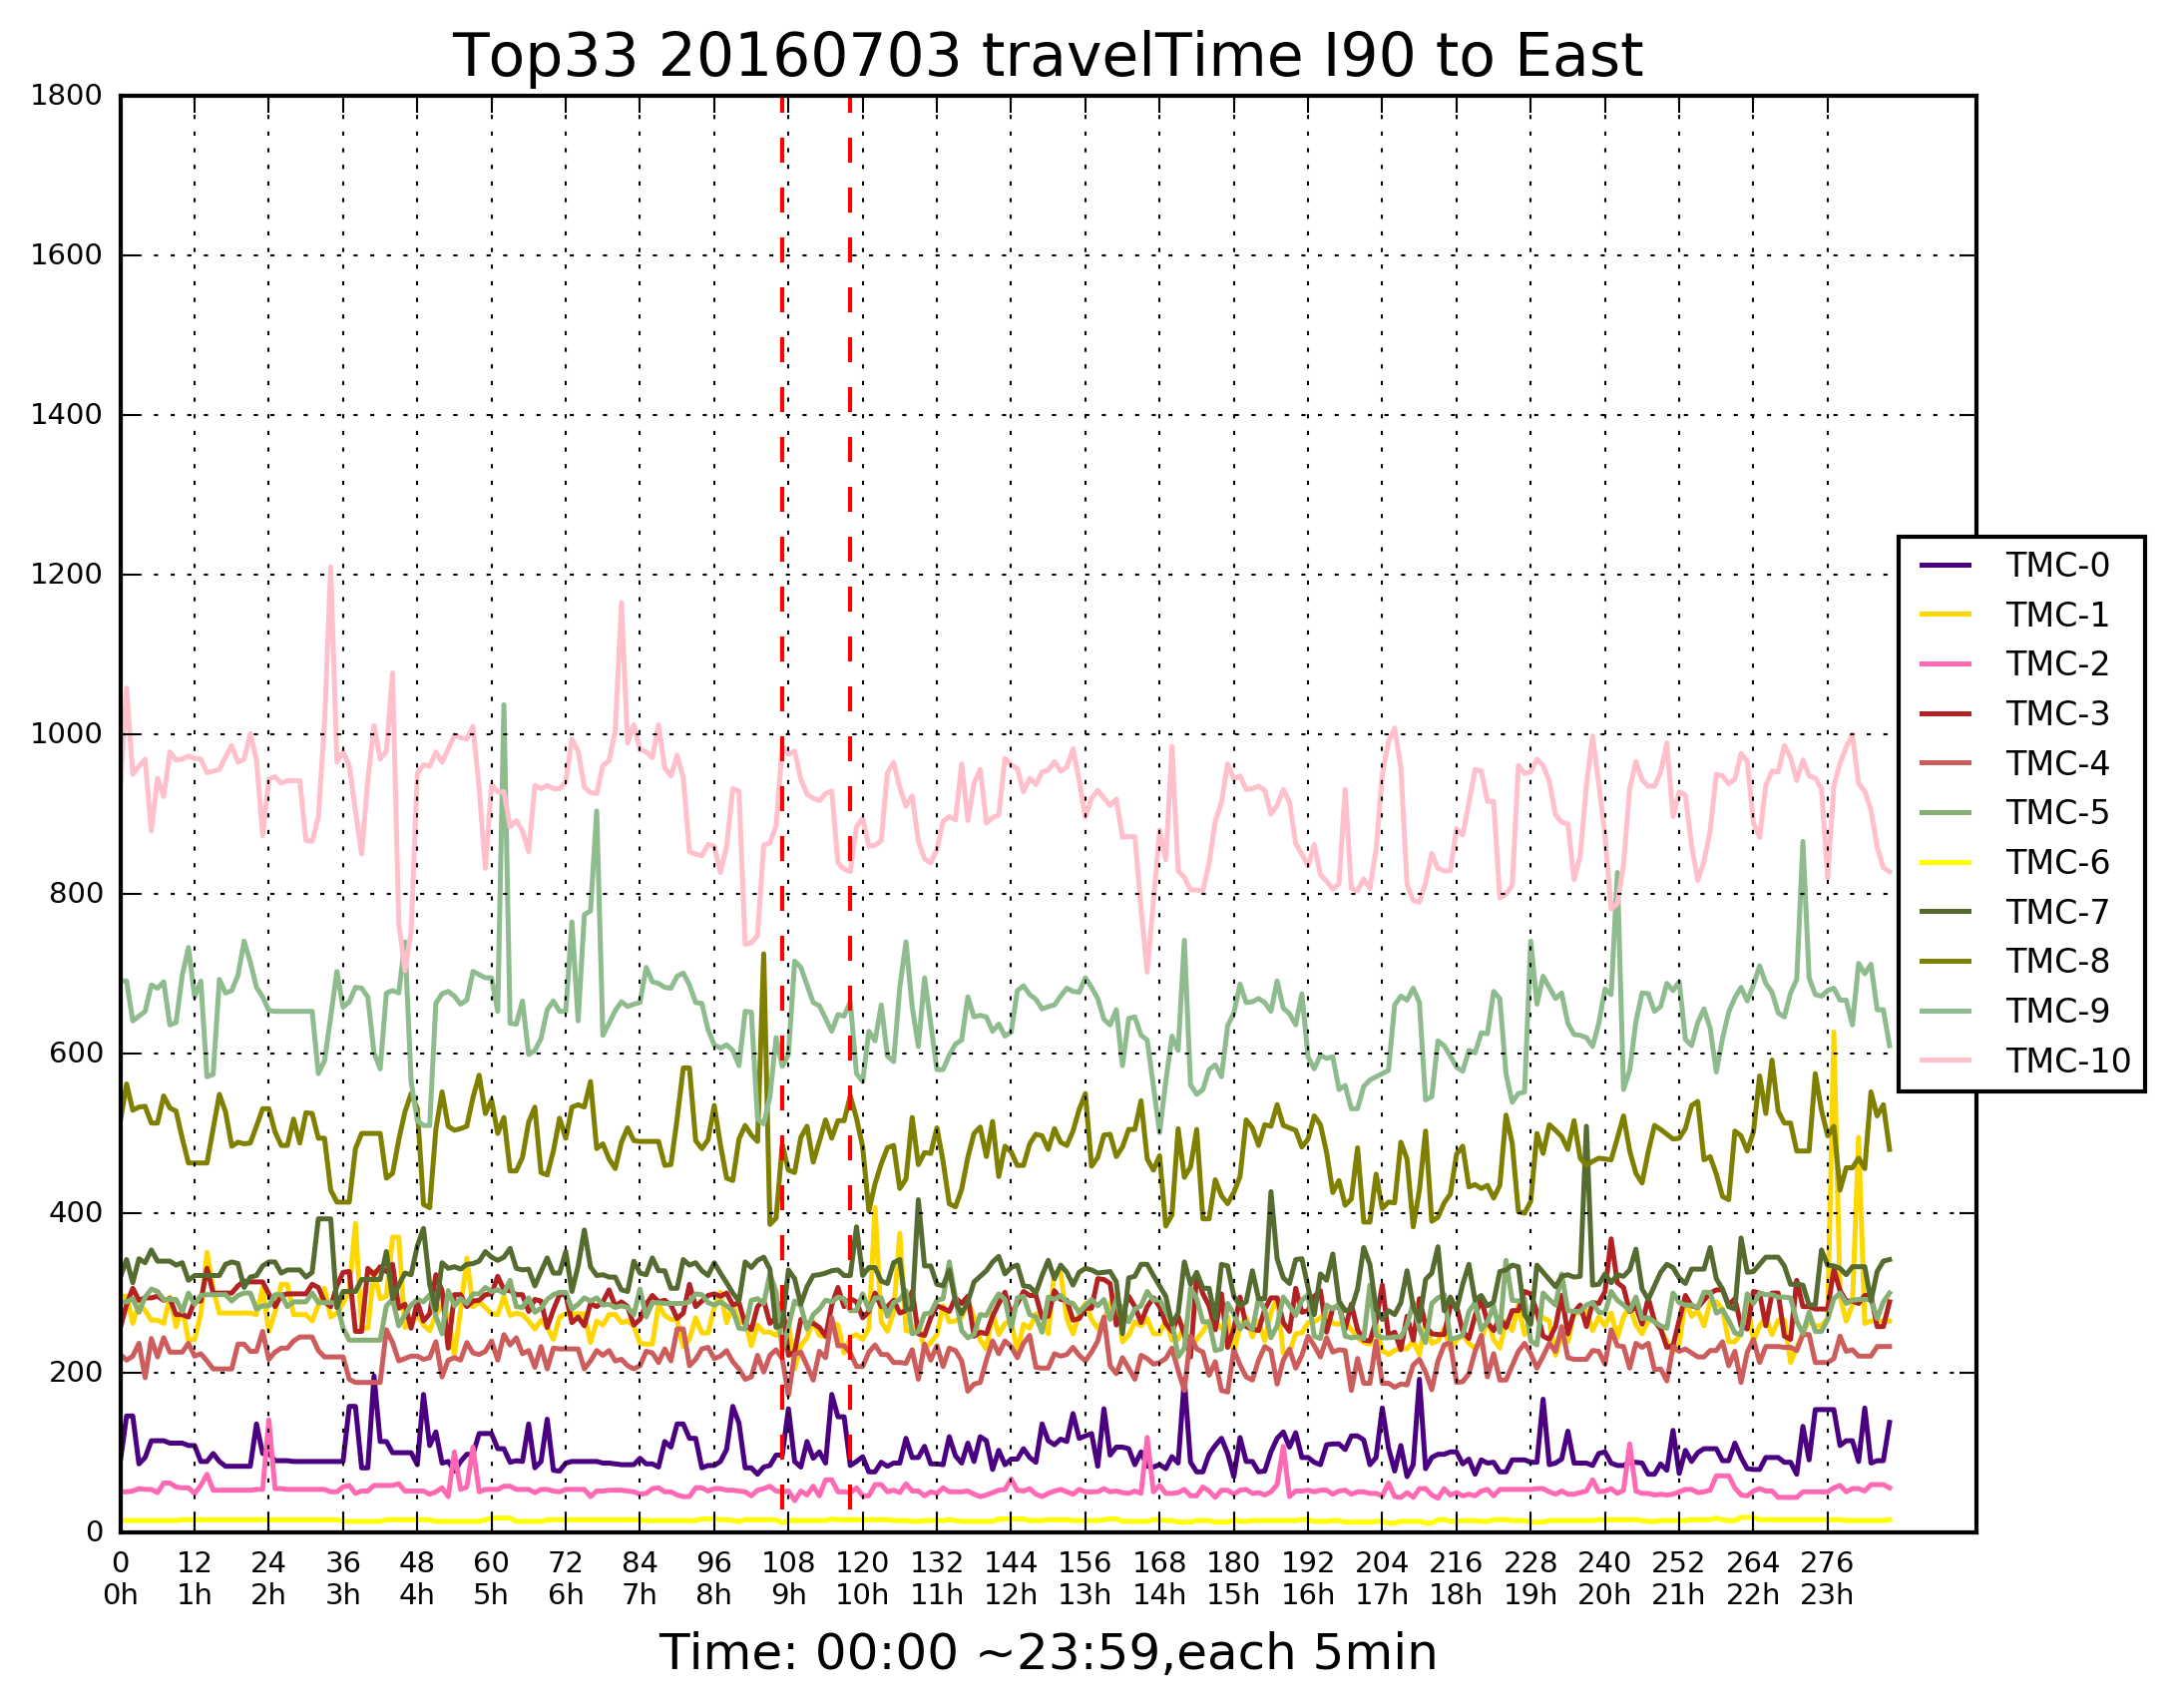 Top33 20160703 travelTime I90 to East
1800
1600
1400
1200
1000
800
600
400
200
0
0 12 24 36 48 60 72 84 96 108 120 132 144 156 168 180 192 204 216 228 240 252 264 276
0h 1h 2h 3h 4h 5h 6h 7h 8h 9h 10h 11h 12h 13h 14h 15h 16h 17h 18h 19h 20h 21h 22h 23h
Time: 00:00 ~23:59,each 5min
TMC-0
TMC-1
TMC-2
TMC-3
TMC-4
TMC-5
TMC-6
TMC-7
TMC-8
TMC-9
TMC-10